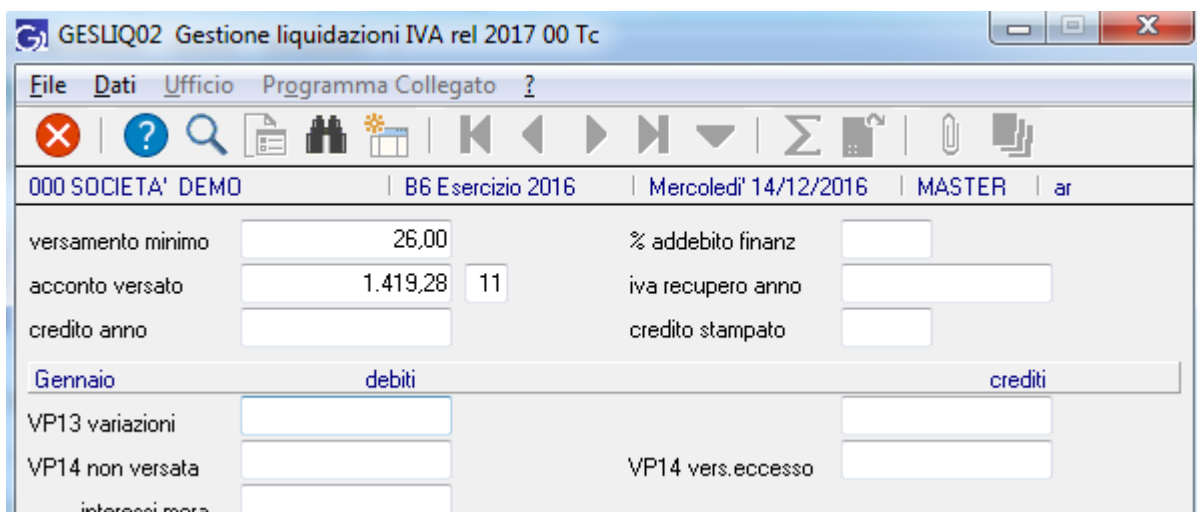 GESLIQ02 Gestione liquidazioni IVA rel 2017 00 Tc
File Dati Ufficio Programma Collegato ?
000 SOCIETA' DEMO | B6 Esercizio 2016 | Mercoledi' 14/12/2016 | MASTER | ar
versamento minimo 26,00 % addebito finanz
acconto versato 1.419,28 11 iva recupero anno
credito anno credito stampato
Gennaio debiti crediti
VP13 variazioni
VP14 non versata VP14 vers.eccesso
interessi mora